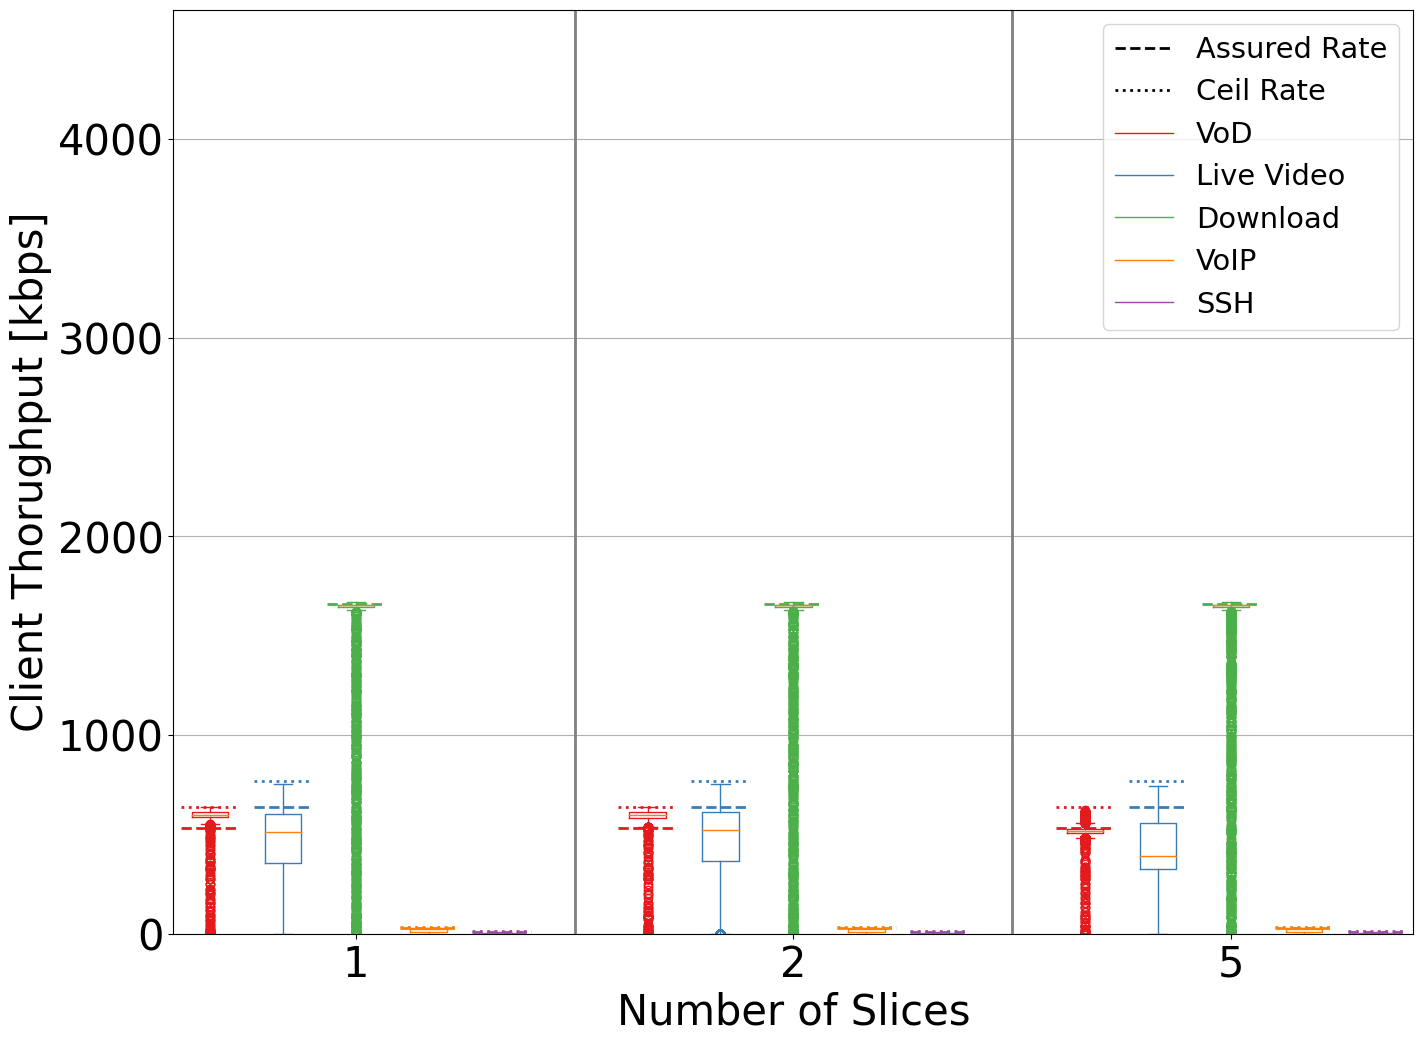 Client Thorughput [kbps]
4000
3000
2000
1000
0
Assured Rate
Ceil Rate
VoD
Live Video
Download
VoIP
SSH
1 2 5
Number of Slices